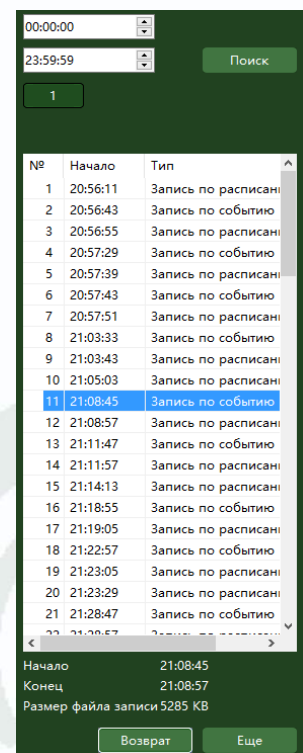 00:00:00
23:59:59 Поиск
1
№ Начало Тип
1 20:56:11 Запись по расписани
2 20:56:43 Запись по событию
3 20:56:55 Запись по расписани
4 20:57:29 Запись по событию
5 20:57:39 Запись по расписани
6 20:57:43 Запись по событию
7 20:57:51 Запись по расписани
8 21:03:33 Запись по событию
9 21:03:43 Запись по расписани
10 21:05:03 Запись по расписани
11 21:08:45 Запись по событию
12 21:08:57 Запись по расписани
13 21:11:47 Запись по событию
14 21:11:57 Запись по расписани
15 21:14:13 Запись по расписани
16 21:18:55 Запись по событию
17 21:19:05 Запись по расписани
18 21:22:57 Запись по событию
19 21:23:05 Запись по расписани
20 21:23:29 Запись по расписани
21 21:28:47 Запись по событию
Начало 21:08:45
Конец 21:08:57
Размер файла записи 5285 KB
Возврат Еще